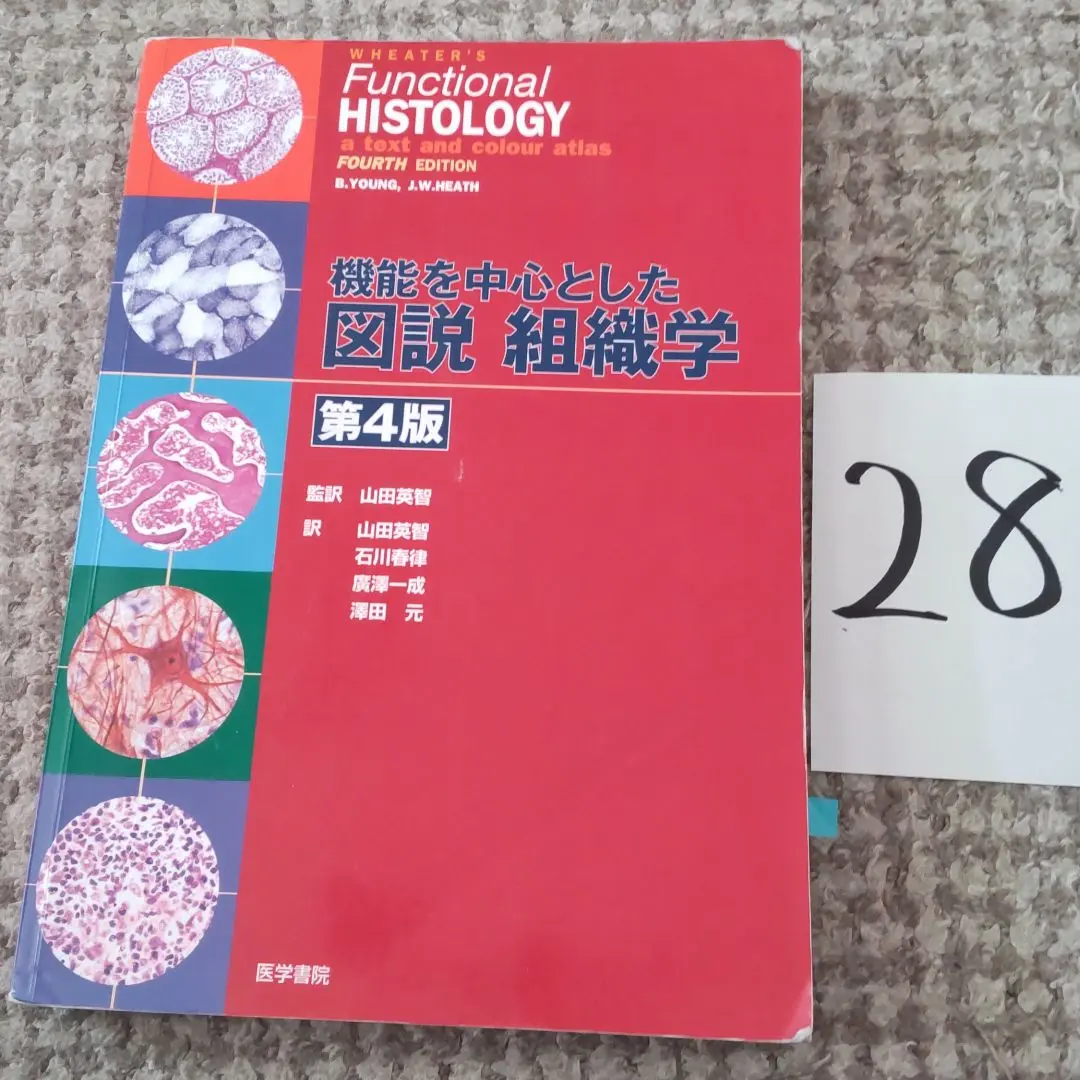 WHEATER'S
Functional
HISTOLOGY
a text and colour atlas
FOURTH EDITION
B.YOUNG, J.W.HEATH
機能を中心とした
図説 組織学
第4版
監訳 山田英智
訳 山田英智
石川春律
廣澤一成
澤田 元
医学書院
28